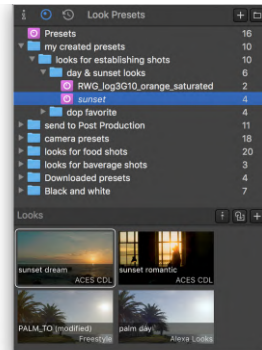 Look Presets
Presets 16
my created presets 10
looks for establishing shots 10
day & sunset looks 6
RWG_log3G10_orange_saturated 2
sunset 4
dop favorite 4
send to Post Production 11
camera presets 18
looks for food shots 20
looks for baverage shots 3
Downloaded presets 4
Black and white 7
Looks
sunset dream
ACES CDL
sunset romantic
ACES CDL
PALM_TO (modified)
Freestyle
palm day
Alexa Looks